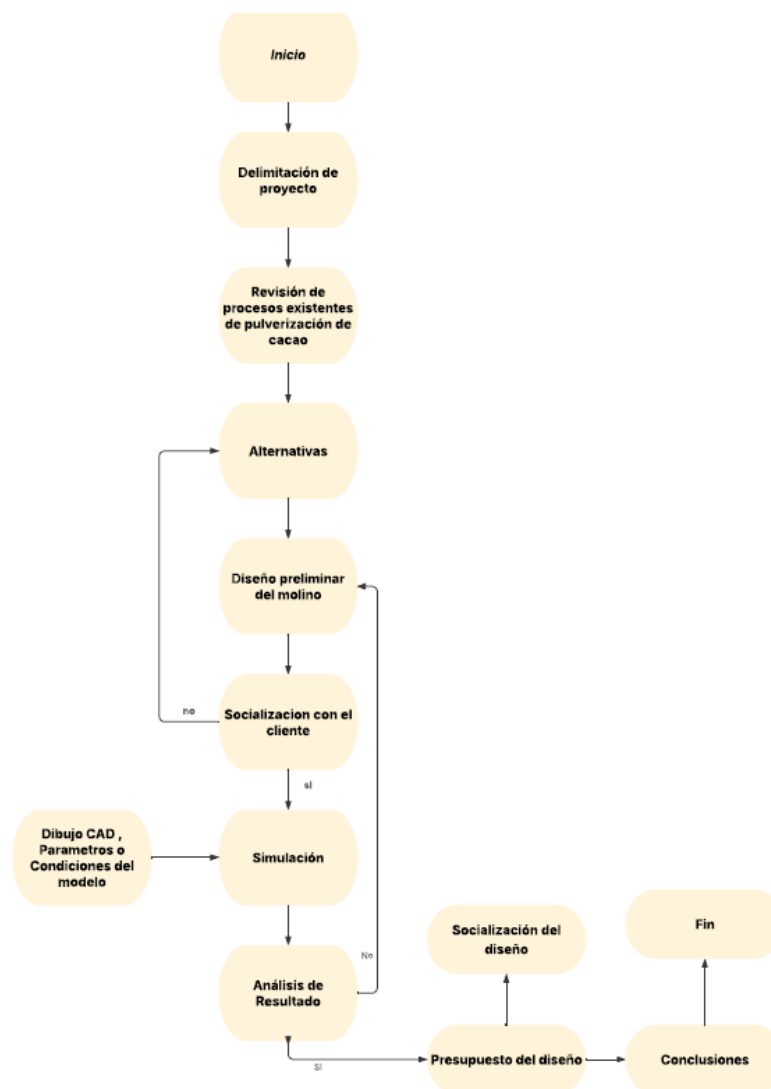 Inicio
Delimitación de
proyecto
Revisión de
procesos existentes
de pulverización de
cacao
Alternativas
Diseño preliminar
del molino
no
Socializacion con el
cliente
sI
Dibujo CAD ,
Parametros o
Condiciones del
modelo
Simulación
No
Análisis de
Resultado
SI
Socialización del
diseño
Fin
Presupuesto del diseño
Conclusiones